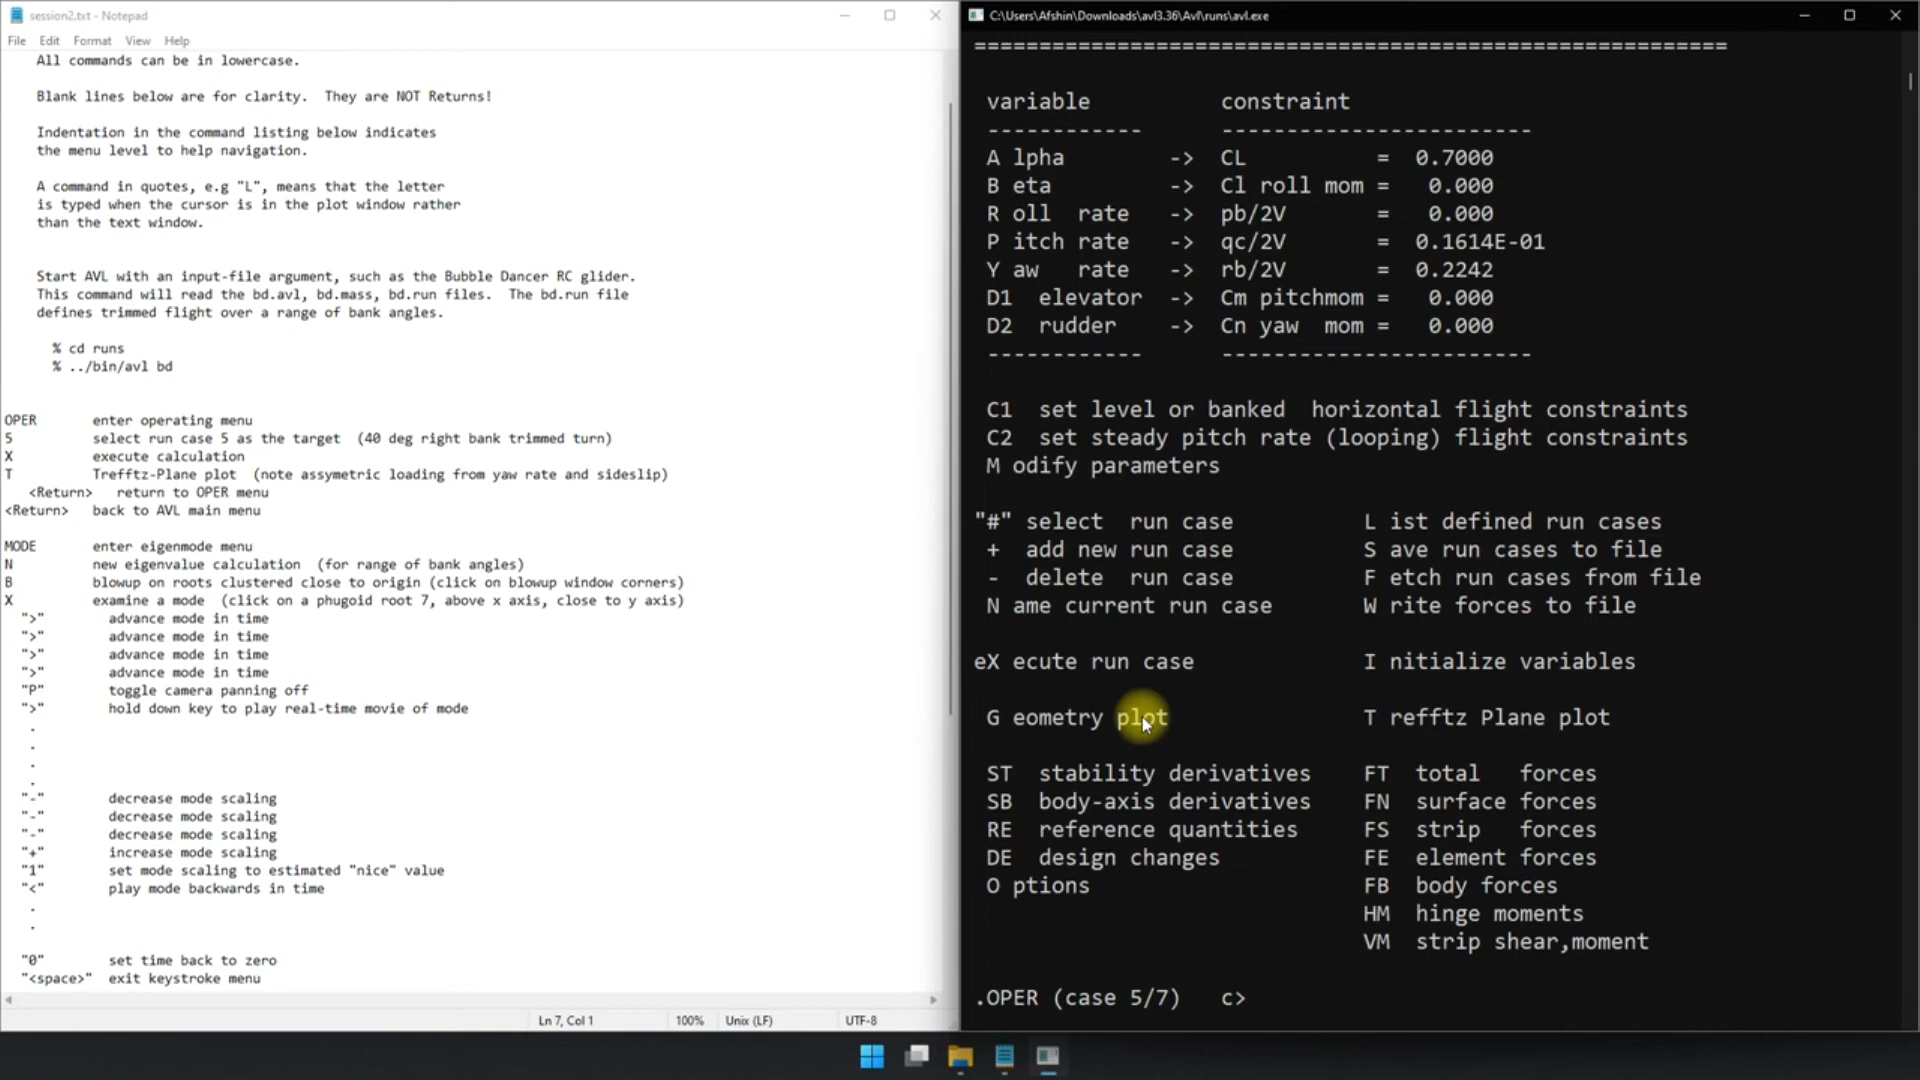 session2.txt - Notepad
File Edit Format View Help
All commands can be in lowercase.
Blank lines below are for clarity. They are NOT Returns!
Indentation in the command listing below indicates
the menu level to help navigation.
A command in quotes, e.g "L", means that the letter
is typed when the cursor is in the plot window rather
than the text window.
Start AVL with an input-file argument, such as the Bubble Dancer RC glider.
This command will read the bd.avl, bd.mass, bd.run files. The bd.run file
defines trimmed flight over a range of bank angles.
% cd runs
% ../bin/avl bd
OPER enter operating menu
5 select run case 5 as the target (40 deg right bank trimmed turn)
X execute calculation
T Trefftz-Plane plot (note assymetric loading from yaw rate and sideslip)
<Return> return to OPER menu
<Return> back to AVL main menu
MODE enter eigenmode menu
N new eigenvalue calculation (for range of bank angles)
B blowup on roots clustered close to origin (click on blowup window corners)
X examine a mode (click on a phugoid root 7, above x axis, close to y axis)
">" advance mode in time
">" advance mode in time
">" advance mode in time
">" advance mode in time
"P" toggle camera panning off
">" hold down key to play real-time movie of mode
.
.
.
.
"-" decrease mode scaling
"-" decrease mode scaling
"-" decrease mode scaling
"+" increase mode scaling
"1" set mode scaling to estimated "nice" value
"<" play mode backwards in time
.
.
"0" set time back to zero
"<space>" exit keystroke menu
Ln 7, Col 1 100% Unix (LF) UTF-8
C:\Users\Afshin\Downloads\avl3.36\Avl\runs\avl.exe
==========================================================
variable constraint
------------ ------------------------
A lpha -> CL = 0.7000
B eta -> Cl roll mom = 0.000
R oll rate -> pb/2V = 0.000
P itch rate -> qc/2V = 0.1614E-01
Y aw rate -> rb/2V = 0.2242
D1 elevator -> Cm pitchmom = 0.000
D2 rudder -> Cn yaw mom = 0.000
------------ ------------------------
C1 set level or banked horizontal flight constraints
C2 set steady pitch rate (looping) flight constraints
M odify parameters
"#" select run case L ist defined run cases
+ add new run case S ave run cases to file
- delete run case F etch run cases from file
N ame current run case W rite forces to file
eX ecute run case I nitialize variables
G eometry plot T refftz Plane plot
ST stability derivatives FT total forces
SB body-axis derivatives FN surface forces
RE reference quantities FS strip forces
DE design changes FE element forces
O ptions FB body forces
HM hinge moments
VM strip shear,moment
.OPER (case 5/7) c>